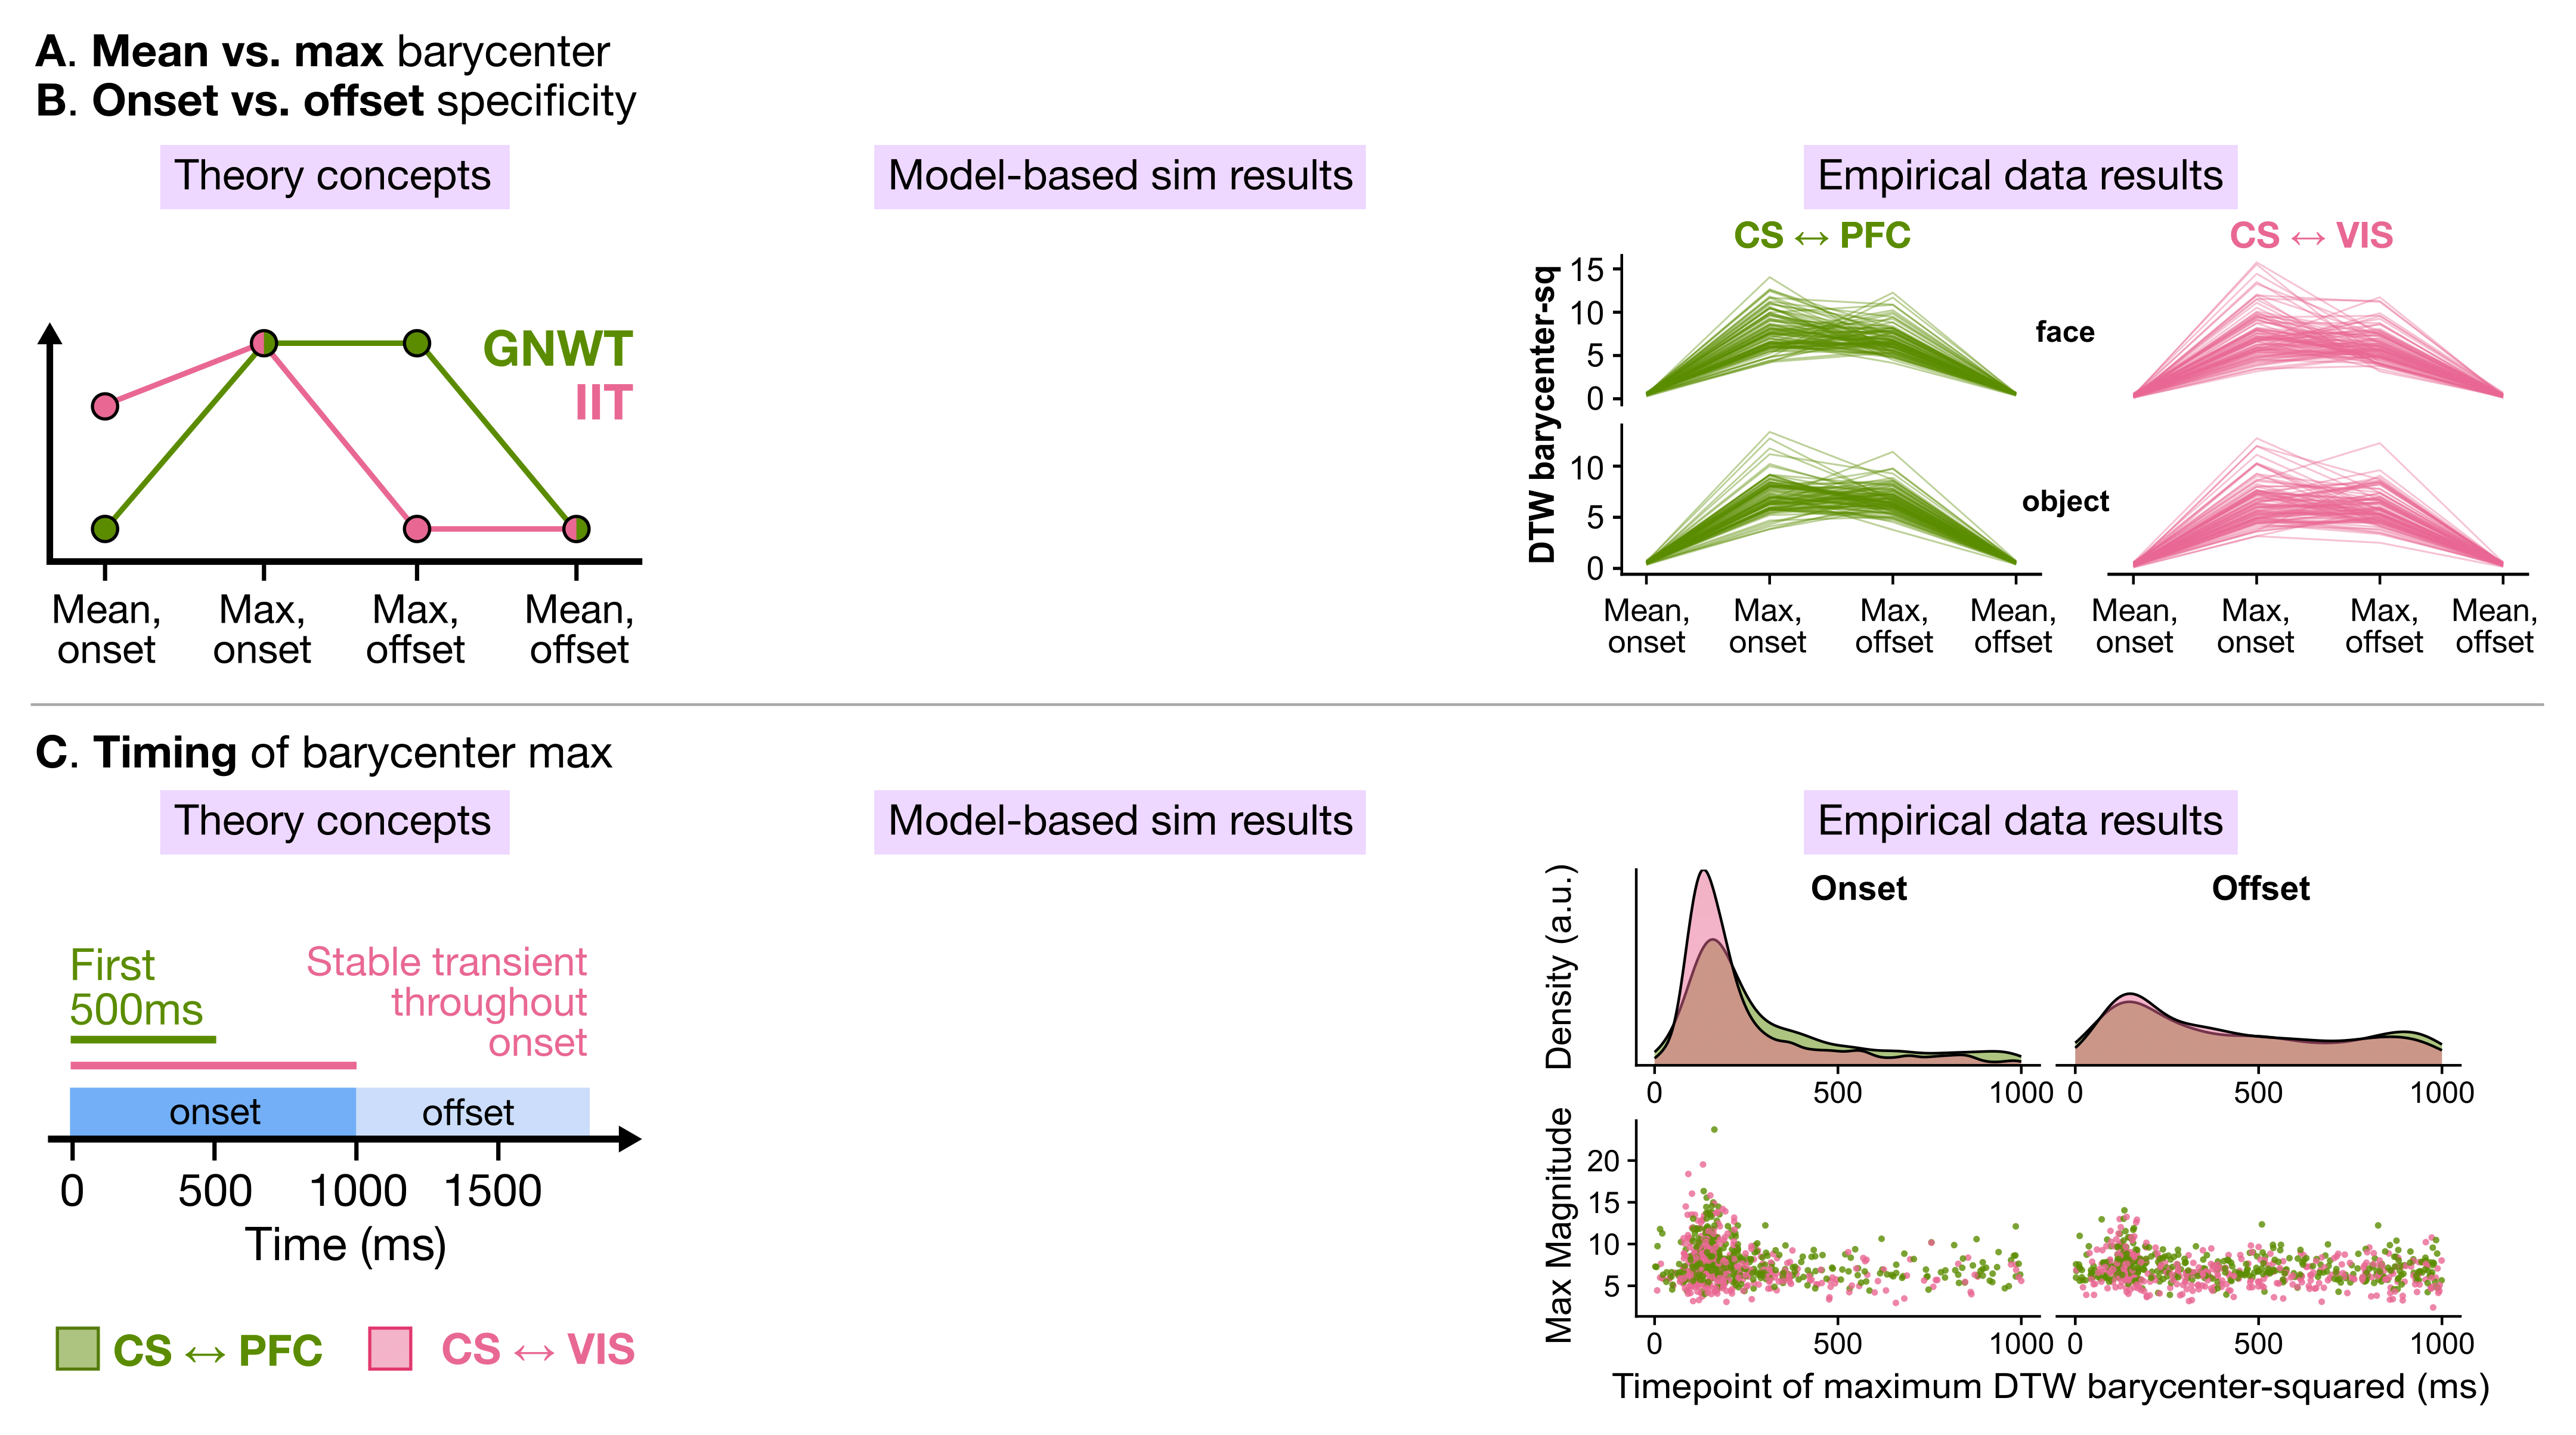 A. Mean vs. max barycenter
B. Onset vs. offset specificity
Theory concepts
Model-based sim results
Empirical data results
GNWT
IIT
Mean, onset
Max, onset
Max, offset
Mean, offset
CS ↔ PFC
CS ↔ VIS
DTW barycenter-sq
15
10
5
0
face
10
5
0
object
Mean, onset
Max, onset
Max, offset
Mean, offset
Mean, onset
Max, onset
Max, offset
Mean, offset
C. Timing of barycenter max
Theory concepts
Model-based sim results
Empirical data results
First
500ms
Stable transient
throughout
onset
onset
offset
0 500 1000 1500
Time (ms)
CS ↔ PFC
CS ↔ VIS
Density (a.u.)
Onset
Offset
0 500 1000
0 500 1000
Max Magnitude
20
15
10
5
0 500 1000
0 500 1000
Timepoint of maximum DTW barycenter-squared (ms)